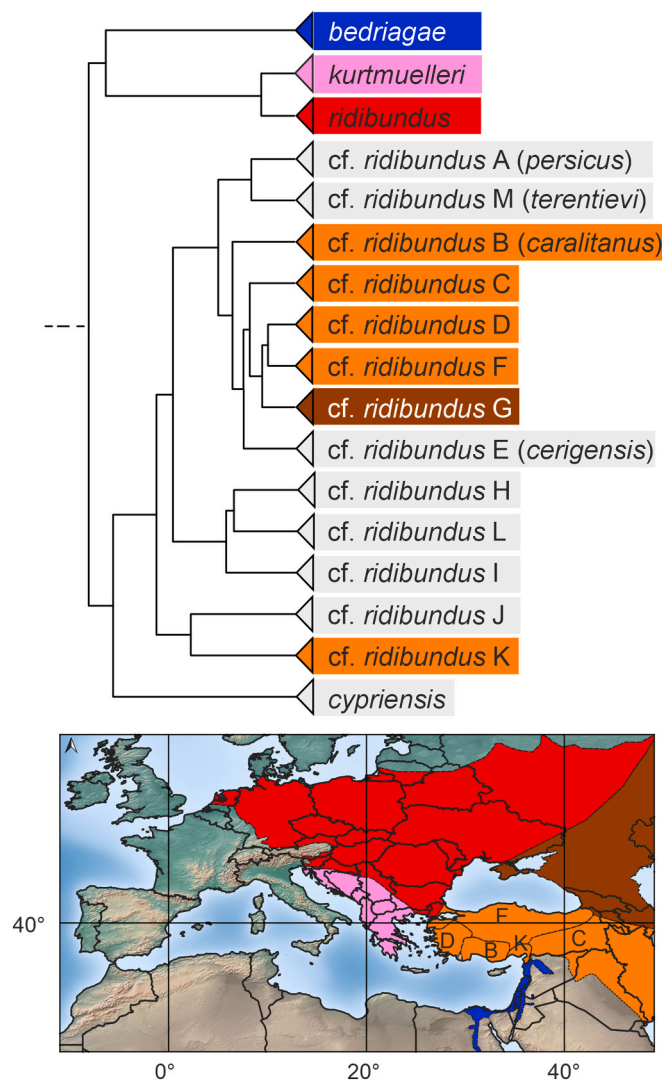 bedriagae
kurtmuelleri
ridibundus
cf. ridibundus A (persicus)
cf. ridibundus M (terentievi)
cf. ridibundus B (caralitanus)
cf. ridibundus C
cf. ridibundus D
cf. ridibundus F
cf. ridibundus G
cf. ridibundus E (cerigensis)
cf. ridibundus H
cf. ridibundus L
cf. ridibundus I
cf. ridibundus J
cf. ridibundus K
cypriensis
F
40°
D B K C
0° 20° 40°